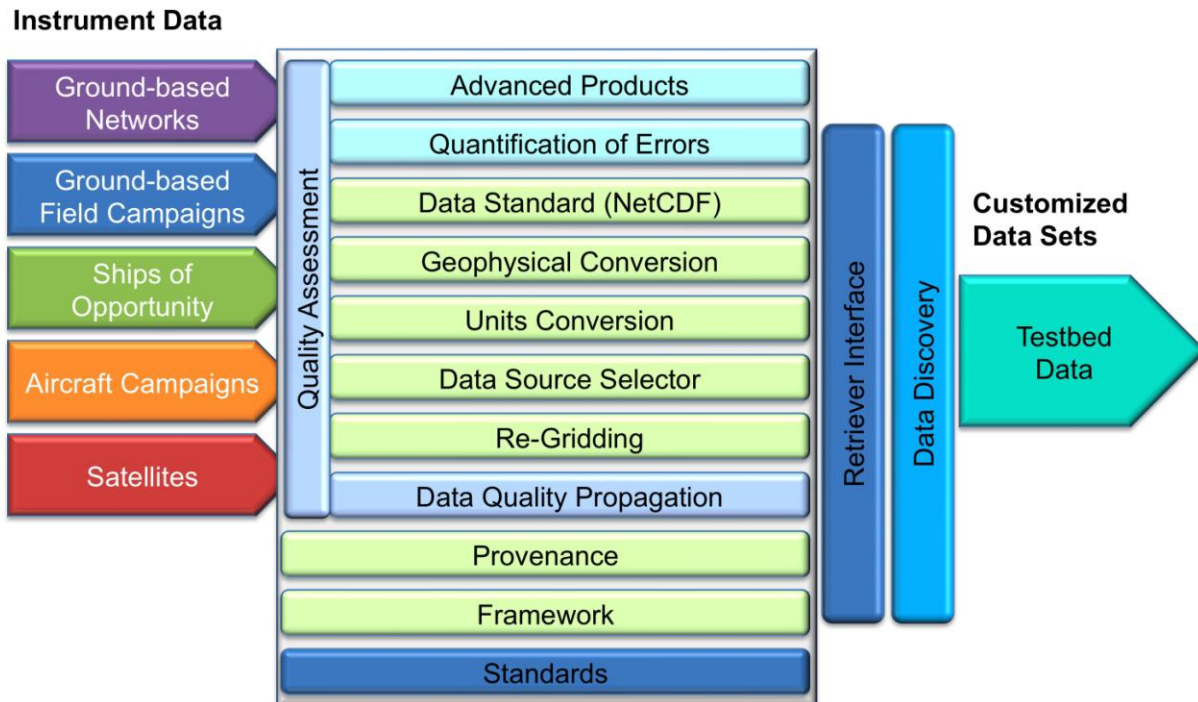 Instrument Data
Ground-based
Networks
Ground-based
Field Campaigns
Ships of
Opportunity
Aircraft Campaigns
Satellites
Quality Assessment
Advanced Products
Quantification of Errors
Data Standard (NetCDF)
Geophysical Conversion
Units Conversion
Data Source Selector
Re-Gridding
Data Quality Propagation
Provenance
Framework
Standards
Retriever Interface
Data Discovery
Customized
Data Sets
Testbed
Data